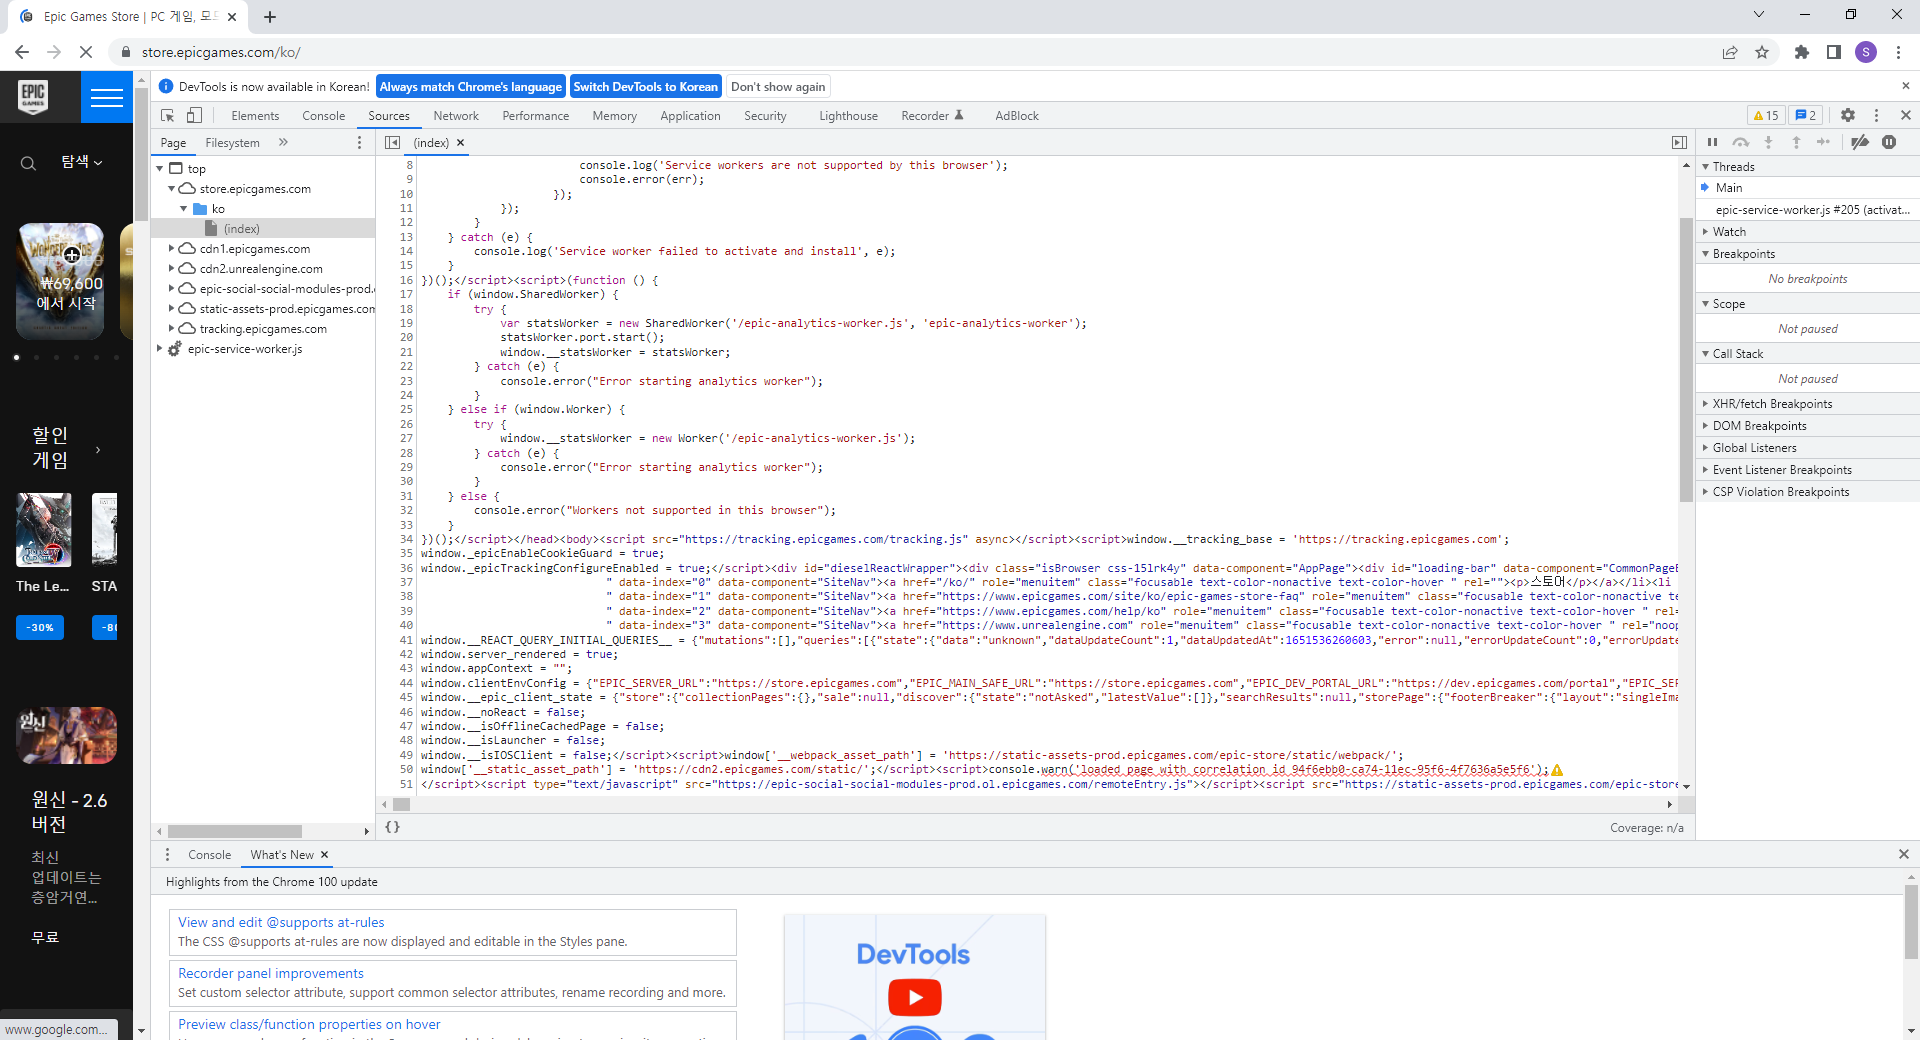 Epic Games Store | PC 게임, 모드
store.epicgames.com/ko/
S
EPIC
GAMES
탐색
₩69,600
에서 시작
할인
게임
The Le...
STA
-30%
-80
원신
원신 - 2.6
버전
최신
업데이트는
층암거연...
무료
www.google.com...
DevTools is now available in Korean!
Always match Chrome's language
Switch DevTools to Korean
Don't show again
Elements Console Sources Network Performance Memory Application Security Lighthouse Recorder AdBlock
15
2
Page Filesystem »
top
store.epicgames.com
ko
(index)
cdn1.epicgames.com
cdn2.unrealengine.com
epic-social-social-modules-prod.
static-assets-prod.epicgames.com
tracking.epicgames.com
epic-service-worker.js
(index)
8 console.log('Service workers are not supported by this browser');
9 console.error(err);
10 });
11 });
12 }
13 } catch (e) {
14 console.log('Service worker failed to activate and install', e);
15 }
16 })();</script><script>(function () {
17 if (window.SharedWorker) {
18 try {
19 var statsWorker = new SharedWorker('/epic-analytics-worker.js', 'epic-analytics-worker');
20 statsWorker.port.start();
21 window.__statsWorker = statsWorker;
22 } catch (e) {
23 console.error("Error starting analytics worker");
24 }
25 } else if (window.Worker) {
26 try {
27 window.__statsWorker = new Worker('/epic-analytics-worker.js');
28 } catch (e) {
29 console.error("Error starting analytics worker");
30 }
31 } else {
32 console.error("Workers not supported in this browser");
33 }
34 })();</script></head><body><script src="https://tracking.epicgames.com/tracking.js" async></script><script>window.__tracking_base = 'https://tracking.epicgames.com';
35 window._epicEnableCookieGuard = true;
36 window._epicTrackingConfigureEnabled = true;</script><div id="dieselReactWrapper"><div class="isBrowser css-15lrk4y" data-component="AppPage"><div id="loading-bar" data-component="CommonPageE
37 " data-index="0" data-component="SiteNav"><a href="/ko/" role="menuitem" class="focusable text-color-nonactive text-color-hover " rel=""><p>스토어</p></a></li><li
38 " data-index="1" data-component="SiteNav"><a href="https://www.epicgames.com/site/ko/epic-games-store-faq" role="menuitem" class="focusable text-color-nonactive te
39 " data-index="2" data-component="SiteNav"><a href="https://www.epicgames.com/help/ko" role="menuitem" class="focusable text-color-nonactive text-color-hover " rel=
40 " data-index="3" data-component="SiteNav"><a href="https://www.unrealengine.com" role="menuitem" class="focusable text-color-nonactive text-color-hover " rel="noop
41 window.__REACT_QUERY_INITIAL_QUERIES__ = {"mutations":[],"queries":[{"state":{"data":"unknown","dataUpdateCount":1,"dataUpdatedAt":1651536260603,"error":null,"errorUpdateCount":0,"errorUpdate
42 window.server_rendered = true;
43 window.appContext = "";
44 window.clientEnvConfig = {"EPIC_SERVER_URL":"https://store.epicgames.com","EPIC_MAIN_SAFE_URL":"https://store.epicgames.com","EPIC_DEV_PORTAL_URL":"https://dev.epicgames.com/portal","EPIC_SER
45 window.__epic_client_state = {"store":{"collectionPages":{},"sale":null,"discover":{"state":"notAsked","latestValue":[]},"searchResults":null,"storePage":{"footerBreaker":{"layout":"singleIma
46 window.__noReact = false;
47 window.__isOfflineCachedPage = false;
48 window.__isLauncher = false;
49 window.__isIOSClient = false;</script><script>window['__webpack_asset_path'] = 'https://static-assets-prod.epicgames.com/epic-store/static/webpack/';
50 window['__static_asset_path'] = 'https://cdn2.epicgames.com/static/';</script><script>console.warn('loaded page with correlation id 94f6ebb0-ca74-11ec-95f6-4f7636a5e5f6');
51 </script><script type="text/javascript" src="https://epic-social-social-modules-prod.ol.epicgames.com/remoteEntry.js"></script><script src="https://static-assets-prod.epicgames.com/epic-store
{}
Coverage: n/a
Threads
Main
epic-service-worker.js #205 (activat...
Watch
Breakpoints
No breakpoints
Scope
Not paused
Call Stack
Not paused
XHR/fetch Breakpoints
DOM Breakpoints
Global Listeners
Event Listener Breakpoints
CSP Violation Breakpoints
Console What's New
Highlights from the Chrome 100 update
View and edit @supports at-rules
The CSS @supports at-rules are now displayed and editable in the Styles pane.
Recorder panel improvements
Set custom selector attribute, support common selector attributes, rename recording and more.
Preview class/function properties on hover
DevTools